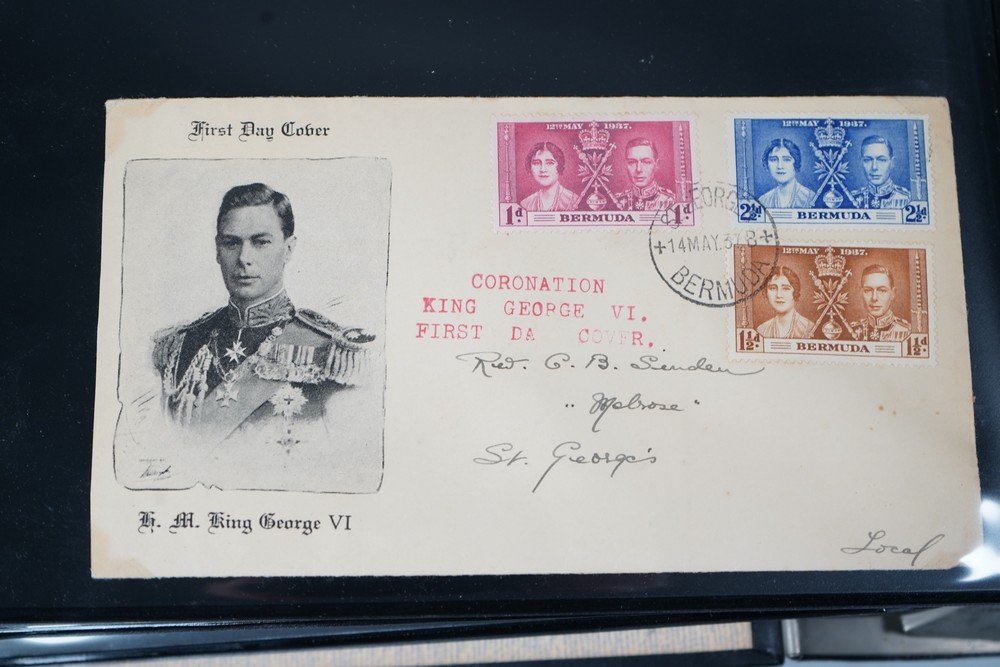 First Day Cover
H. M. King George VI
12TH MAY 1937.
1d. 1d.
BERMUDA
12TH MAY 1937.
2½d 2½d
BERMUDA
12TH MAY 1937.
1½d. 1½d.
BERMUDA
ST GEORGE'S
+14MAY.37.B+
BERMUDA
CORONATION
KING GEORGE VI.
FIRST DA COVER.
Rev. C. B. Sinden
"Melrose"
St. George's
Local